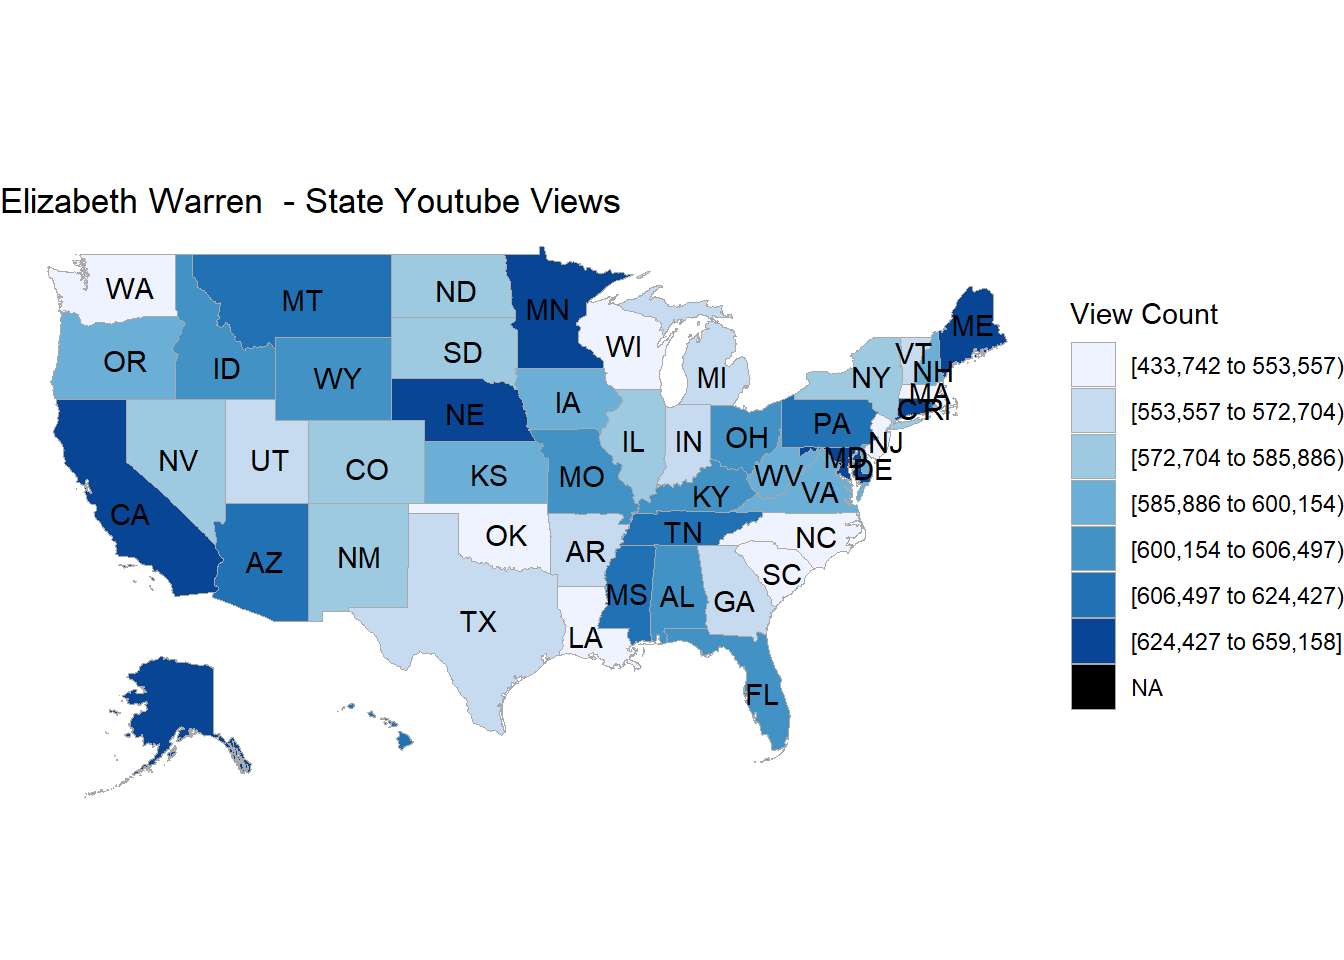 Elizabeth Warren  - State Youtube Views
WA
MT
ND
MN
ME
OR
ID
WY
SD
WI
MI
VT
NH
NY
MA
CT
RI
NE
IA
PA
NV
UT
CO
KS
MO
IL
IN
OH
NJ
MD
DE
WV
VA
KY
CA
AZ
NM
OK
AR
TN
NC
SC
MS
AL
GA
TX
LA
FL
View Count
[433,742 to 553,557)
[553,557 to 572,704)
[572,704 to 585,886)
[585,886 to 600,154)
[600,154 to 606,497)
[606,497 to 624,427)
[624,427 to 659,158]
NA